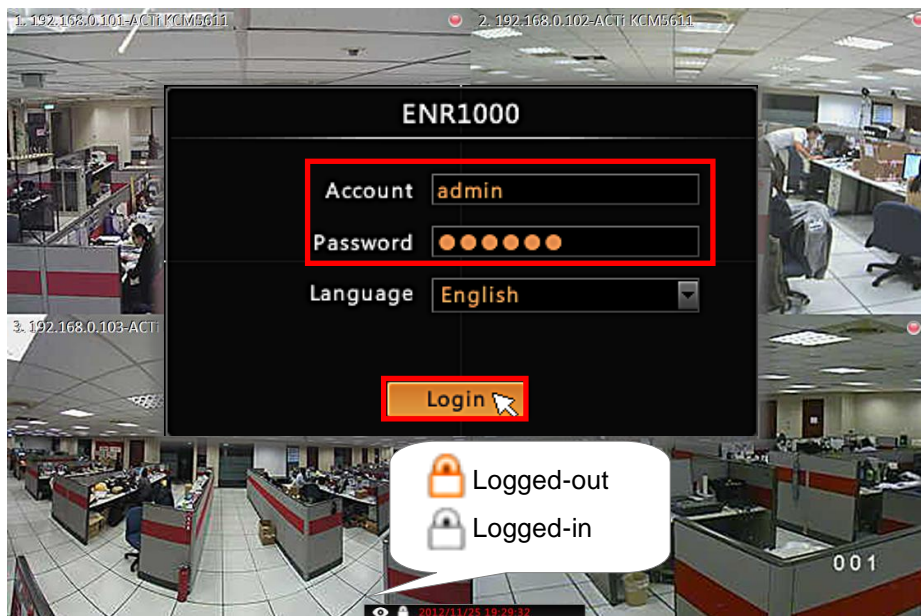 1. 192.168.0.101-ACTi KCM5611
2. 192.168.0.102-ACTi KCM5611
ENR1000
Account admin
Password ●●●●●●
Language English
3. 192.168.0.103-ACTi
Login
Logged-out
Logged-in
001
2012/11/25 19:29:32